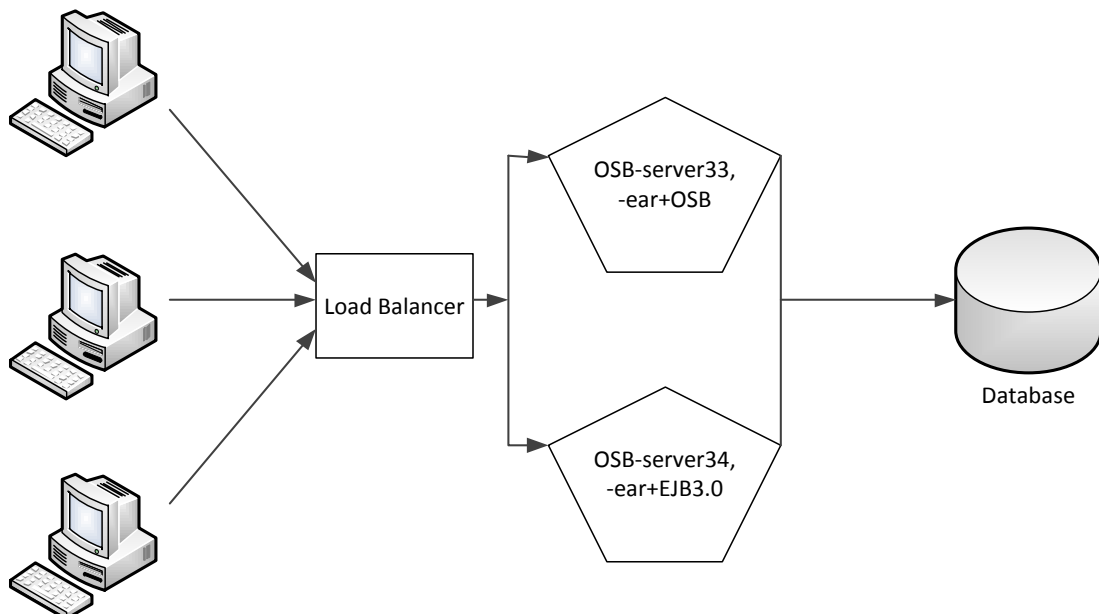 OSB-server33,
-ear+OSB
Load Balancer
Database
OSB-server34,
-ear+EJB3.0